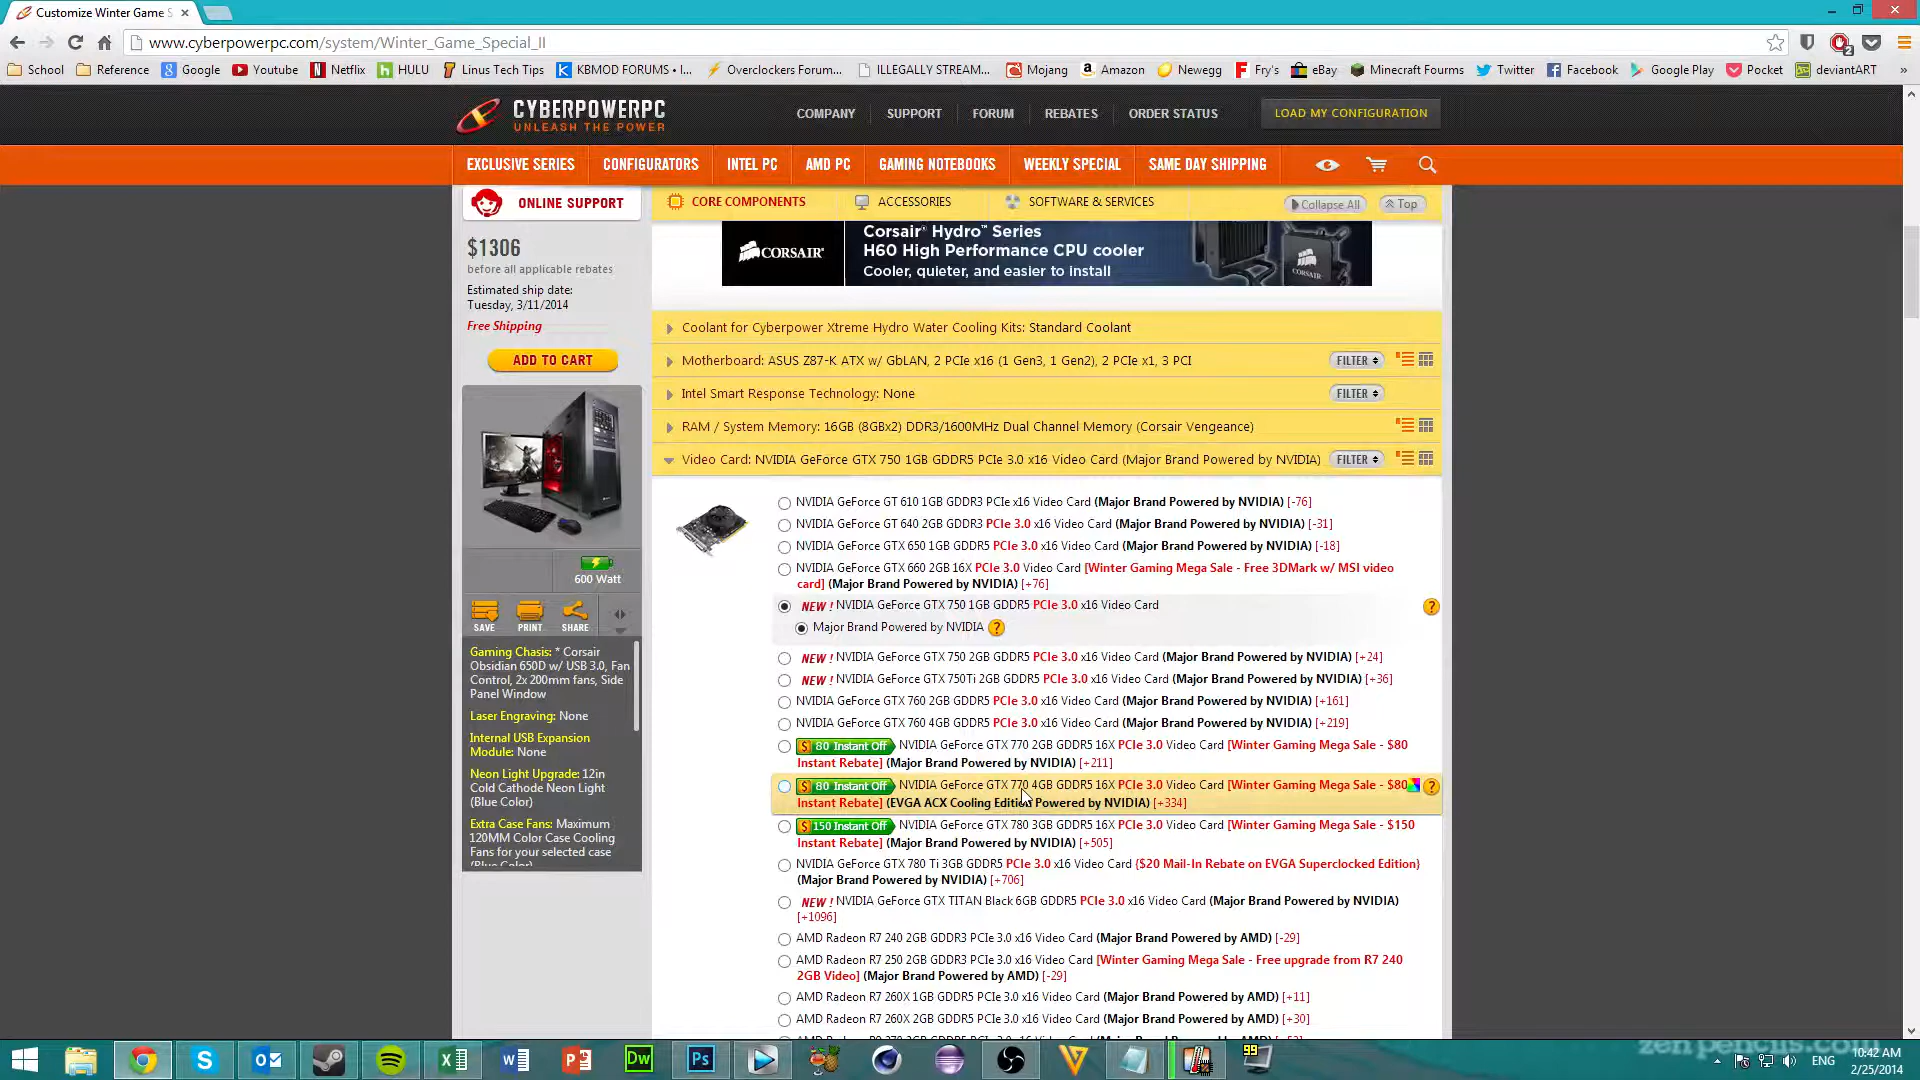 Customize Winter Game S
www.cyberpowerpc.com/system/Winter_Game_Special_II
2
School Reference Google Youtube Netflix HULU Linus Tech Tips KBMOD FORUMS • I... Overclockers Forum... ILLEGALLY STREAM... Mojang Amazon Newegg Fry's eBay Minecraft Fourms Twitter Facebook Google Play Pocket deviantART »
CYBERPOWERPC
UNLEASH THE POWER
COMPANY SUPPORT FORUM REBATES ORDER STATUS LOAD MY CONFIGURATION
EXCLUSIVE SERIES CONFIGURATORS INTEL PC AMD PC GAMING NOTEBOOKS WEEKLY SPECIAL SAME DAY SHIPPING
ONLINE SUPPORT
CORE COMPONENTS ACCESSORIES SOFTWARE & SERVICES Collapse All Top
$1306
before all applicable rebates
Estimated ship date:
Tuesday, 3/11/2014
Free Shipping
ADD TO CART
600 Watt
SAVE PRINT SHARE
Gaming Chasis: * Corsair
Obsidian 650D w/ USB 3.0, Fan
Control, 2x 200mm fans, Side
Panel Window
Laser Engraving: None
Internal USB Expansion
Module: None
Neon Light Upgrade: 12in
Cold Cathode Neon Light
(Blue Color)
Extra Case Fans: Maximum
120MM Color Case Cooling
Fans for your selected case
(Blue Color)
CORSAIR
Corsair® Hydro™ Series
H60 High Performance CPU cooler
Cooler, quieter, and easier to install
CORSAIR
Coolant for Cyberpower Xtreme Hydro Water Cooling Kits: Standard Coolant
Motherboard: ASUS Z87-K ATX w/ GbLAN, 2 PCIe x16 (1 Gen3, 1 Gen2), 2 PCIe x1, 3 PCI FILTER
Intel Smart Response Technology: None FILTER
RAM / System Memory: 16GB (8GBx2) DDR3/1600MHz Dual Channel Memory (Corsair Vengeance)
Video Card: NVIDIA GeForce GTX 750 1GB GDDR5 PCIe 3.0 x16 Video Card (Major Brand Powered by NVIDIA) FILTER
NVIDIA GeForce GT 610 1GB GDDR3 PCIe x16 Video Card (Major Brand Powered by NVIDIA) [-76]
NVIDIA GeForce GT 640 2GB GDDR3 PCIe 3.0 x16 Video Card (Major Brand Powered by NVIDIA) [-31]
NVIDIA GeForce GTX 650 1GB GDDR5 PCIe 3.0 x16 Video Card (Major Brand Powered by NVIDIA) [-18]
NVIDIA GeForce GTX 660 2GB 16X PCIe 3.0 Video Card [Winter Gaming Mega Sale - Free 3DMark w/ MSI video
card] (Major Brand Powered by NVIDIA) [+76]
NEW ! NVIDIA GeForce GTX 750 1GB GDDR5 PCIe 3.0 x16 Video Card ?
Major Brand Powered by NVIDIA ?
NEW ! NVIDIA GeForce GTX 750 2GB GDDR5 PCIe 3.0 x16 Video Card (Major Brand Powered by NVIDIA) [+24]
NEW ! NVIDIA GeForce GTX 750Ti 2GB GDDR5 PCIe 3.0 x16 Video Card (Major Brand Powered by NVIDIA) [+36]
NVIDIA GeForce GTX 760 2GB GDDR5 PCIe 3.0 x16 Video Card (Major Brand Powered by NVIDIA) [+161]
NVIDIA GeForce GTX 760 4GB GDDR5 PCIe 3.0 x16 Video Card (Major Brand Powered by NVIDIA) [+219]
$ 80 Instant Off NVIDIA GeForce GTX 770 2GB GDDR5 16X PCIe 3.0 Video Card [Winter Gaming Mega Sale - $80
Instant Rebate] (Major Brand Powered by NVIDIA) [+211]
$ 80 Instant Off NVIDIA GeForce GTX 770 4GB GDDR5 16X PCIe 3.0 Video Card [Winter Gaming Mega Sale - $80 ?
Instant Rebate] (EVGA ACX Cooling Edition Powered by NVIDIA) [+334]
$ 150 Instant Off NVIDIA GeForce GTX 780 3GB GDDR5 16X PCIe 3.0 Video Card [Winter Gaming Mega Sale - $150
Instant Rebate] (Major Brand Powered by NVIDIA) [+505]
NVIDIA GeForce GTX 780 Ti 3GB GDDR5 PCIe 3.0 x16 Video Card {$20 Mail-In Rebate on EVGA Superclocked Edition}
(Major Brand Powered by NVIDIA) [+706]
NEW ! NVIDIA GeForce GTX TITAN Black 6GB GDDR5 PCIe 3.0 x16 Video Card (Major Brand Powered by NVIDIA)
[+1096]
AMD Radeon R7 240 2GB GDDR3 PCIe 3.0 x16 Video Card (Major Brand Powered by AMD) [-29]
AMD Radeon R7 250 2GB GDDR3 PCIe 3.0 x16 Video Card [Winter Gaming Mega Sale - Free upgrade from R7 240
2GB Video] (Major Brand Powered by AMD) [-29]
AMD Radeon R7 260X 1GB GDDR5 PCIe 3.0 x16 Video Card (Major Brand Powered by AMD) [+11]
AMD Radeon R7 260X 2GB GDDR5 PCIe 3.0 x16 Video Card (Major Brand Powered by AMD) [+30]
zenpencils.com
99
ENG
10:42 AM
2/25/2014